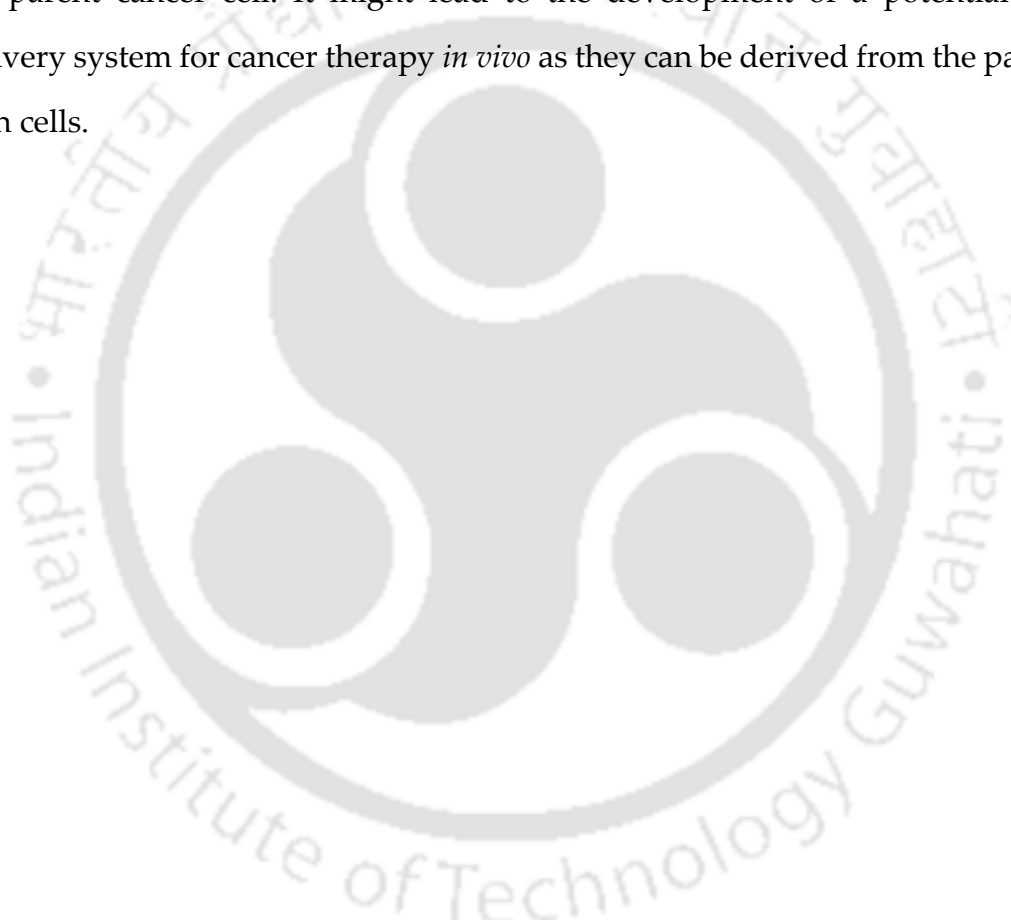 parent cancer cell. It might lead to the development of a potential
very system for cancer therapy in vivo as they can be derived from the pa
n cells.
Indian Institute of Technology Guwahati